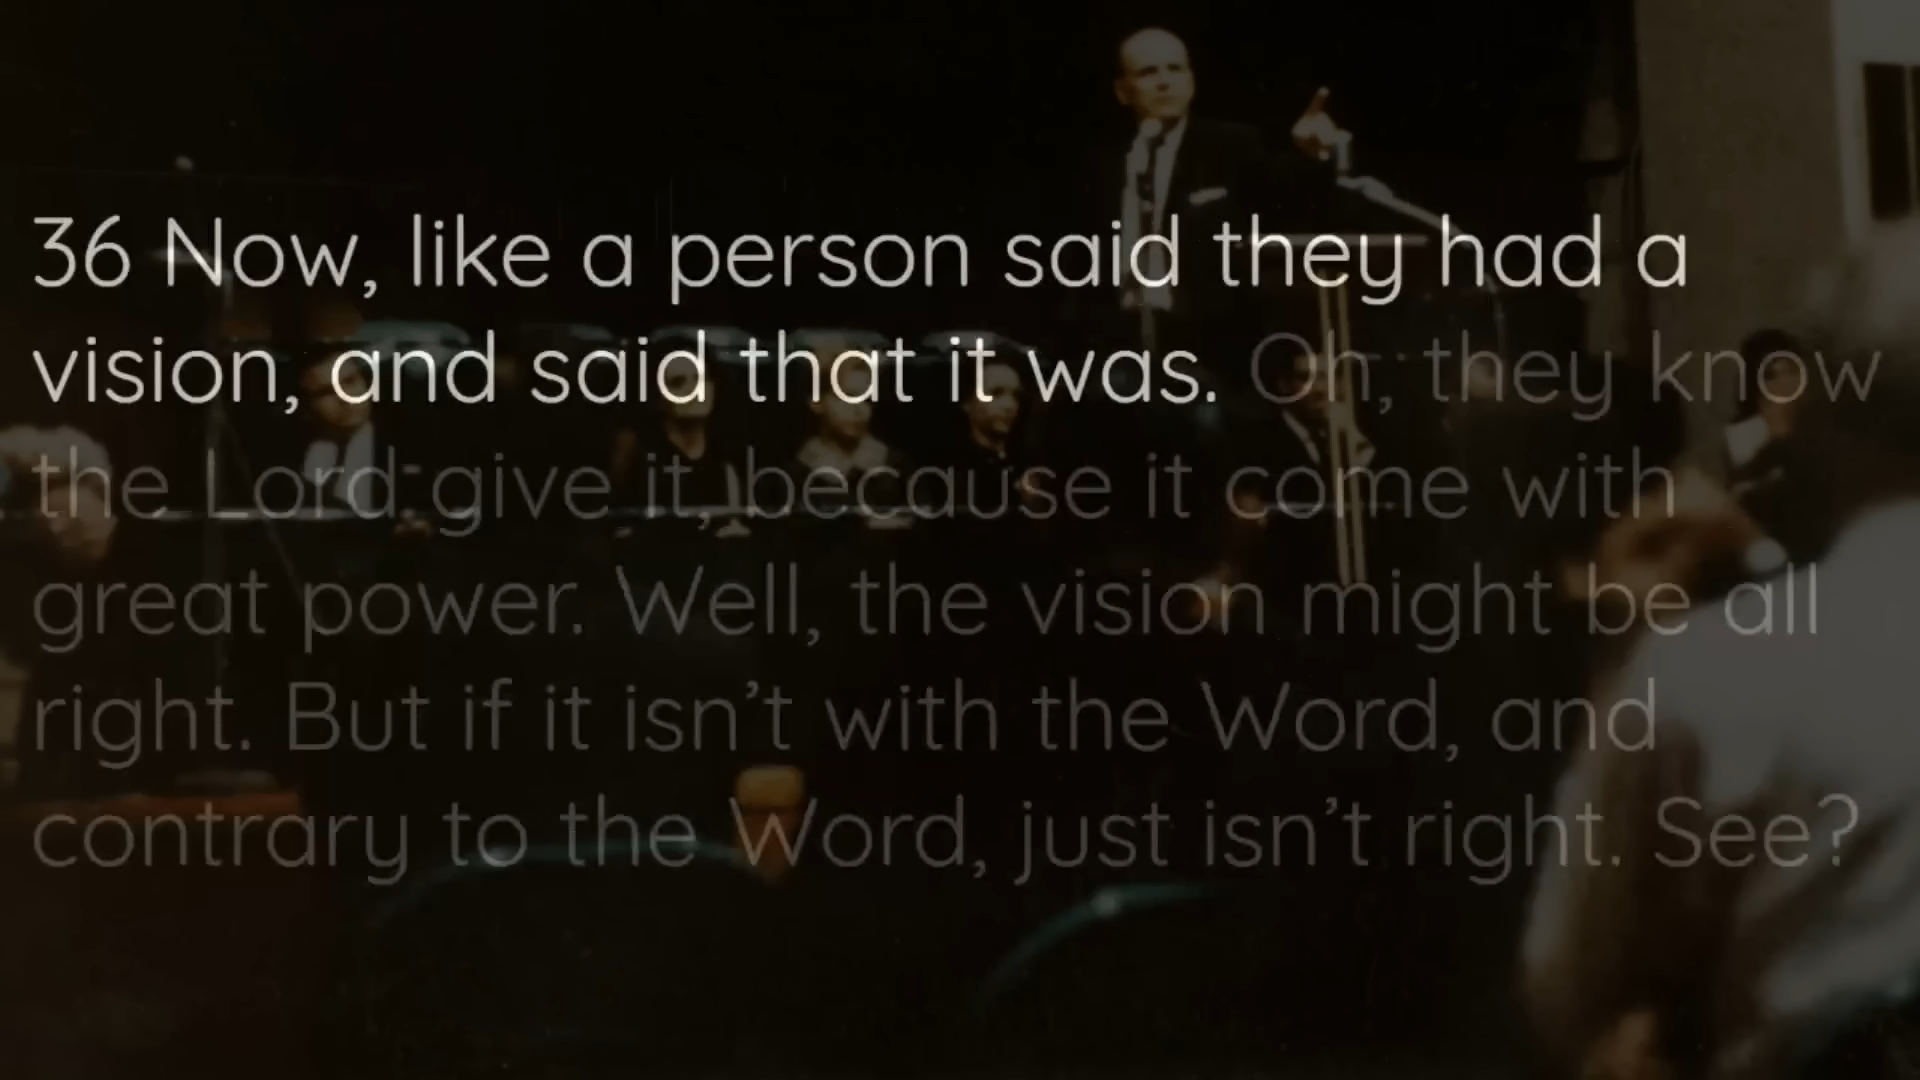 36 Now, like a person said they had a
vision, and said that it was. Oh, they know
the Lord give it, because it come with
great power. Well, the vision might be all
right. But if it isn’t with the Word, and
contrary to the Word, just isn’t right. See?